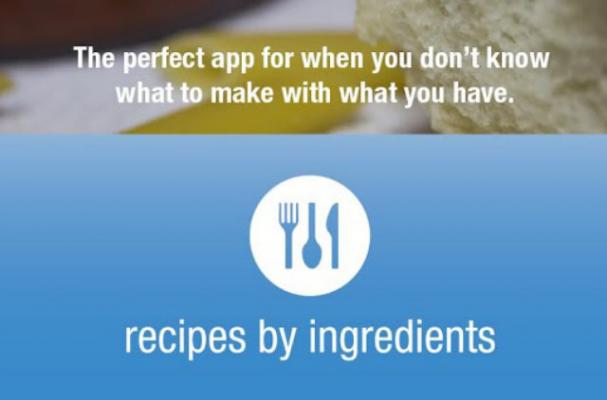 The perfect app for when you don't know
what to make with what you have.
recipes by ingredients